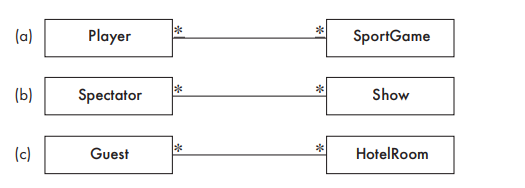 (a) Player * * SportGame
(b) Spectator * * Show
(c) Guest * * HotelRoom